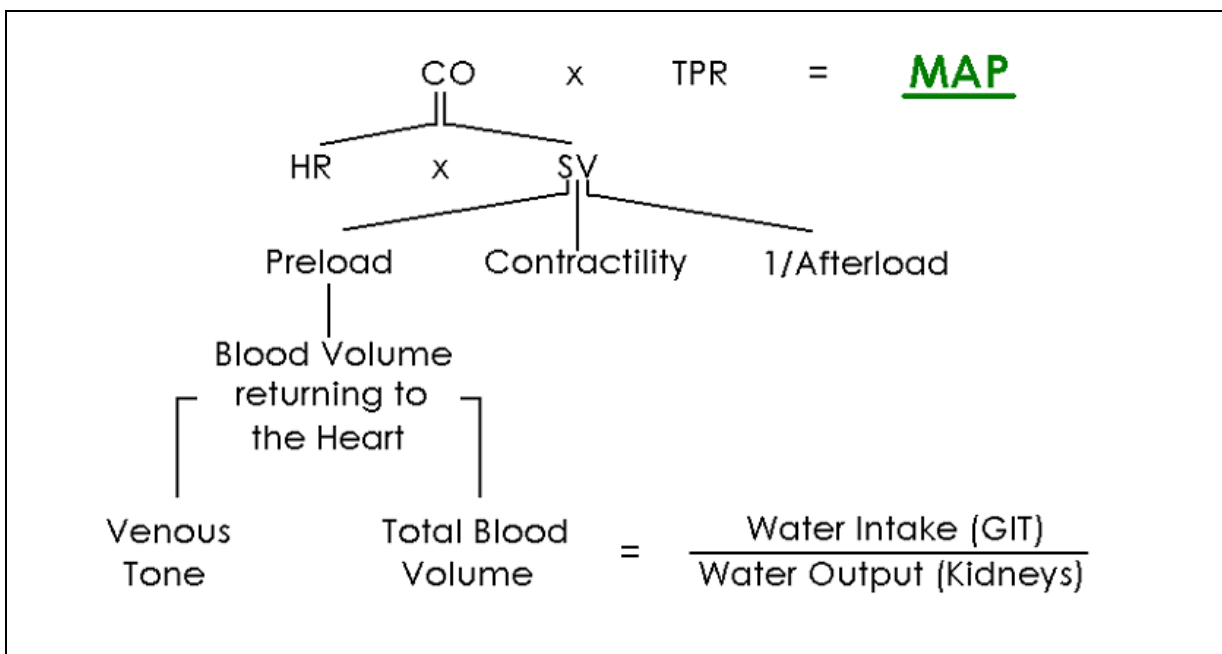 CO x TPR = MAP
HR x SV
Preload Contractility 1/Afterload
Blood Volume
returning to
the Heart
Venous
Tone
Total Blood
Volume
=
Water Intake (GIT)
Water Output (Kidneys)